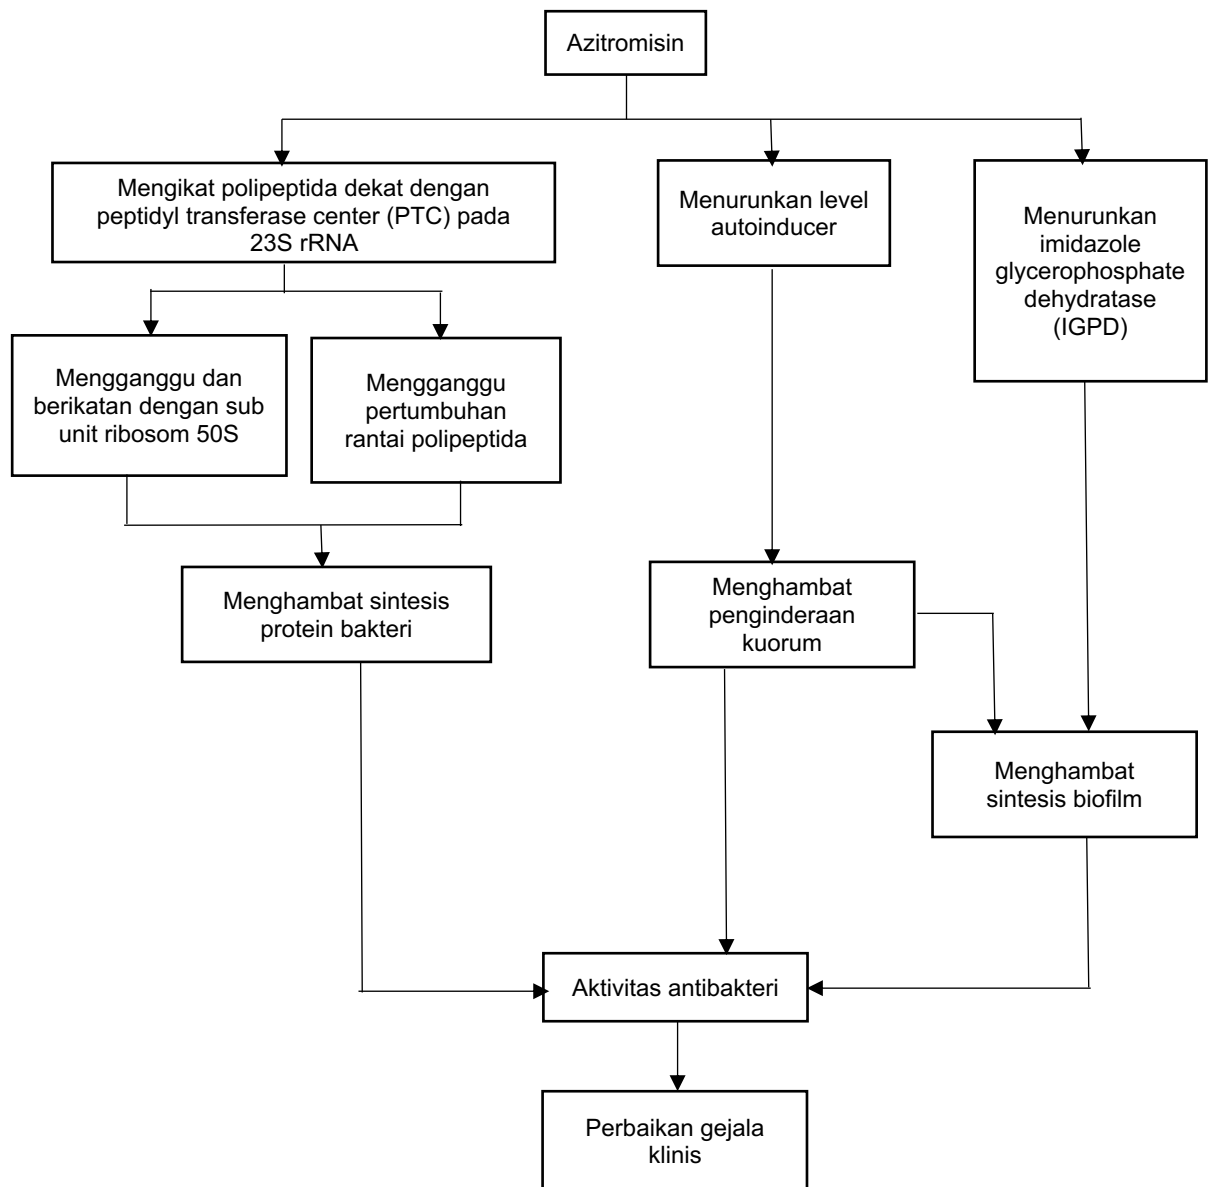 Azitromisin
Mengikat polipeptida dekat dengan
peptidyl transferase center (PTC) pada
23S rRNA
Menurunkan level
autoinducer
Menurunkan
imidazole
glycerophosphate
dehydratase
(IGPD)
Mengganggu dan
berikatan dengan sub
unit ribosom 50S
Mengganggu
pertumbuhan
rantai polipeptida
Menghambat sintesis
protein bakteri
Menghambat
penginderaan
kuorum
Menghambat
sintesis biofilm
Aktivitas antibakteri
Perbaikan gejala
klinis